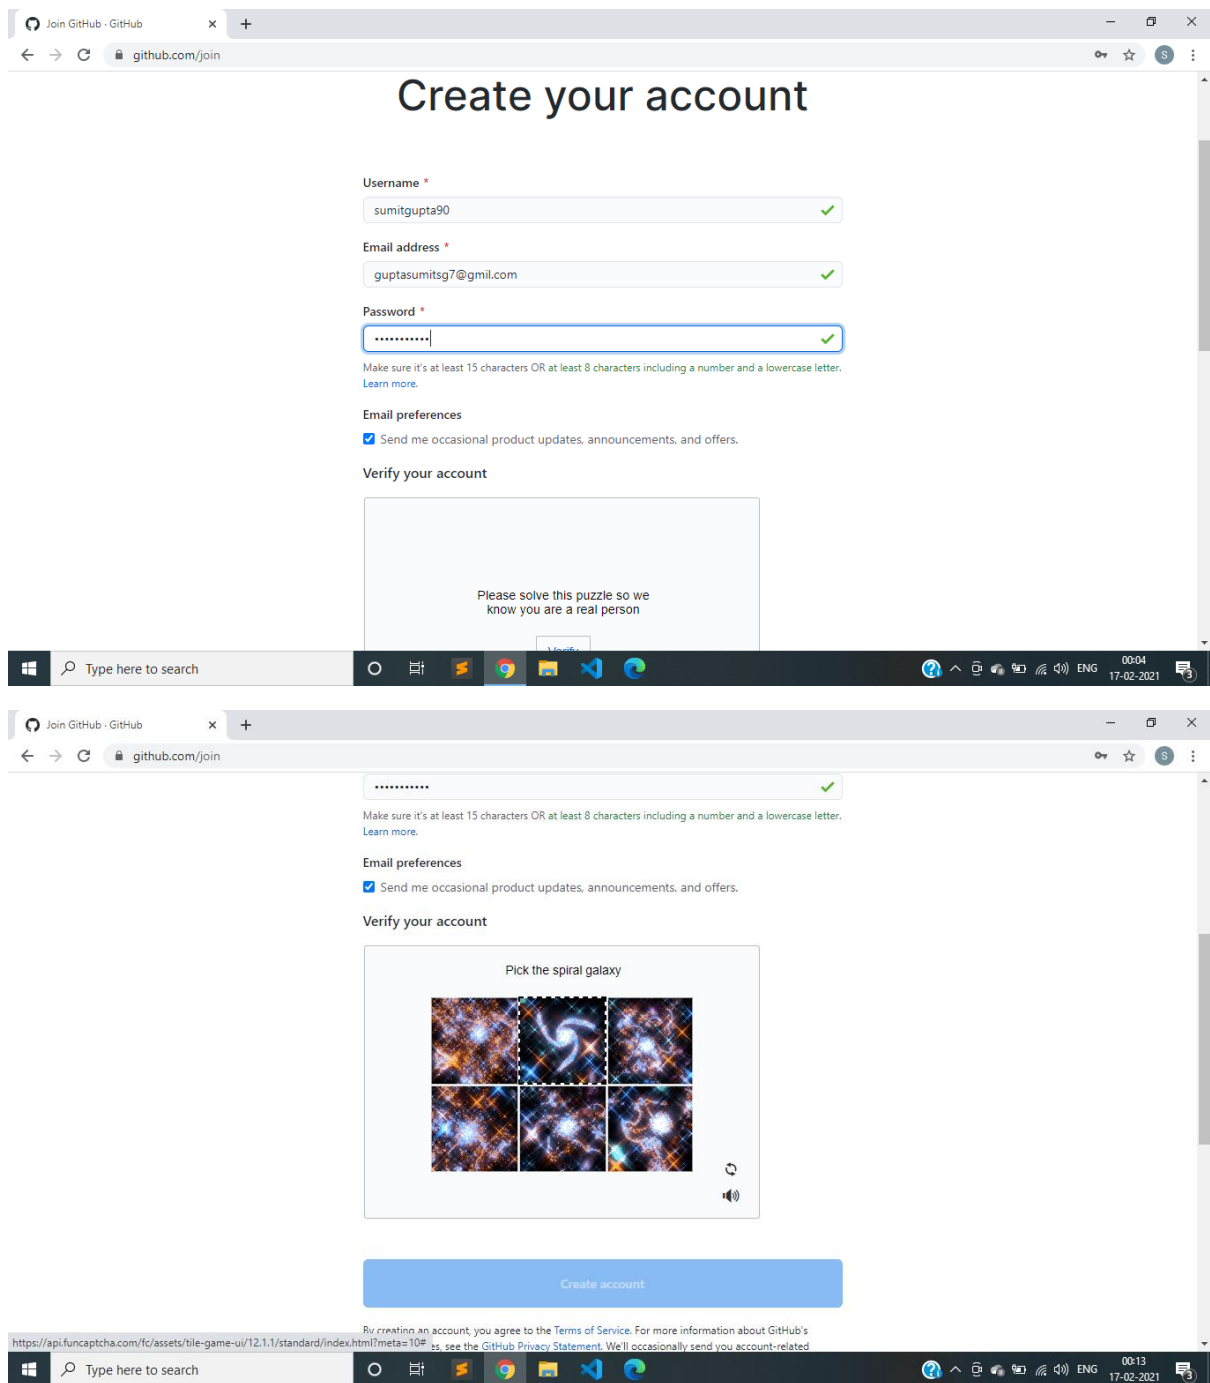 Join GitHub · GitHub
github.com/join
S
Create your account
Username *
sumitgupta90
Email address *
guptasumitsg7@gmil.com
Password *
•••••••••••
Make sure it's at least 15 characters OR at least 8 characters including a number and a lowercase letter.
Learn more.
Email preferences
Send me occasional product updates, announcements, and offers.
Verify your account
Please solve this puzzle so we
know you are a real person
Verify
Type here to search
ENG
00:04
17-02-2021
3
Join GitHub · GitHub
github.com/join
S
•••••••••••
Make sure it's at least 15 characters OR at least 8 characters including a number and a lowercase letter.
Learn more.
Email preferences
Send me occasional product updates, announcements, and offers.
Verify your account
Pick the spiral galaxy
Create account
By creating an account, you agree to the Terms of Service. For more information about GitHub's
es, see the GitHub Privacy Statement. We'll occasionally send you account-related
https://api.funcaptcha.com/fc/assets/tile-game-ui/12.1.1/standard/index.html?meta=10#
Type here to search
ENG
00:13
17-02-2021
3